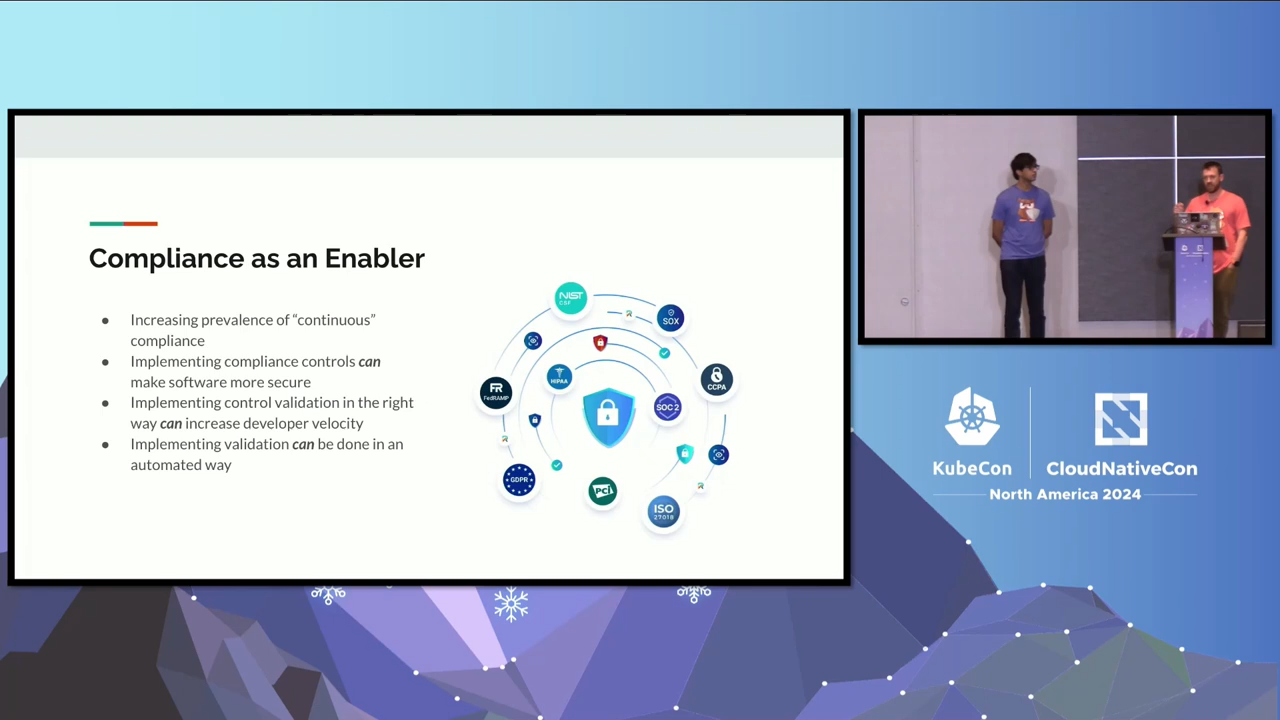 Compliance as an Enabler
● Increasing prevalence of “continuous”
compliance
● Implementing compliance controls can
make software more secure
● Implementing control validation in the right
way can increase developer velocity
● Implementing validation can be done in an
automated way
NIST
CSF
SOX
HIPAA
CCPA
FR
FedRAMP
SOC 2
GDPR
PCI
ISO
27018
KubeCon
CloudNativeCon
North America 2024